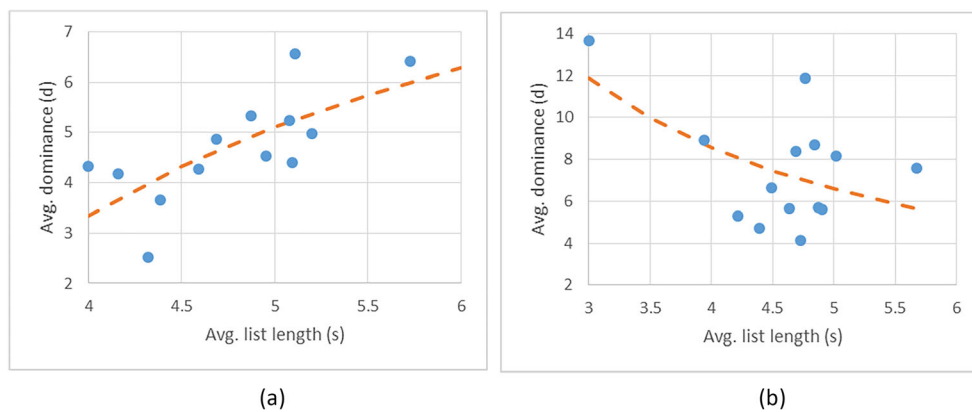 7
6
5
4
3
2
4 4.5 5 5.5 6
Avg. dominance (d)
Avg. list length (s)
(a)
14
12
10
8
6
4
2
3 3.5 4 4.5 5 5.5 6
Avg. dominance (d)
Avg. list length (s)
(b)